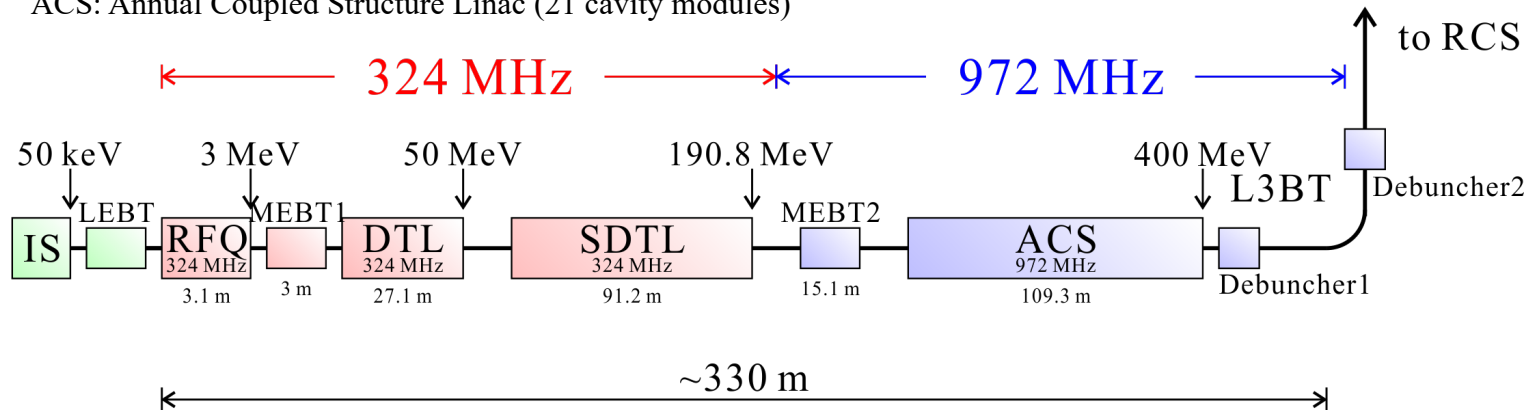 ACS: Annual Coupled Structure Linac (21 cavity modules)
to RCS
324 MHz
972 MHz
50 keV
3 MeV
50 MeV
190.8 MeV
400 MeV
L3BT
Debuncher2
LEBT
MEBT1
MEBT2
IS
RFQ
324 MHz
DTL
324 MHz
SDTL
324 MHz
ACS
972 MHz
Debuncher1
3.1 m
3 m
27.1 m
91.2 m
15.1 m
109.3 m
~330 m